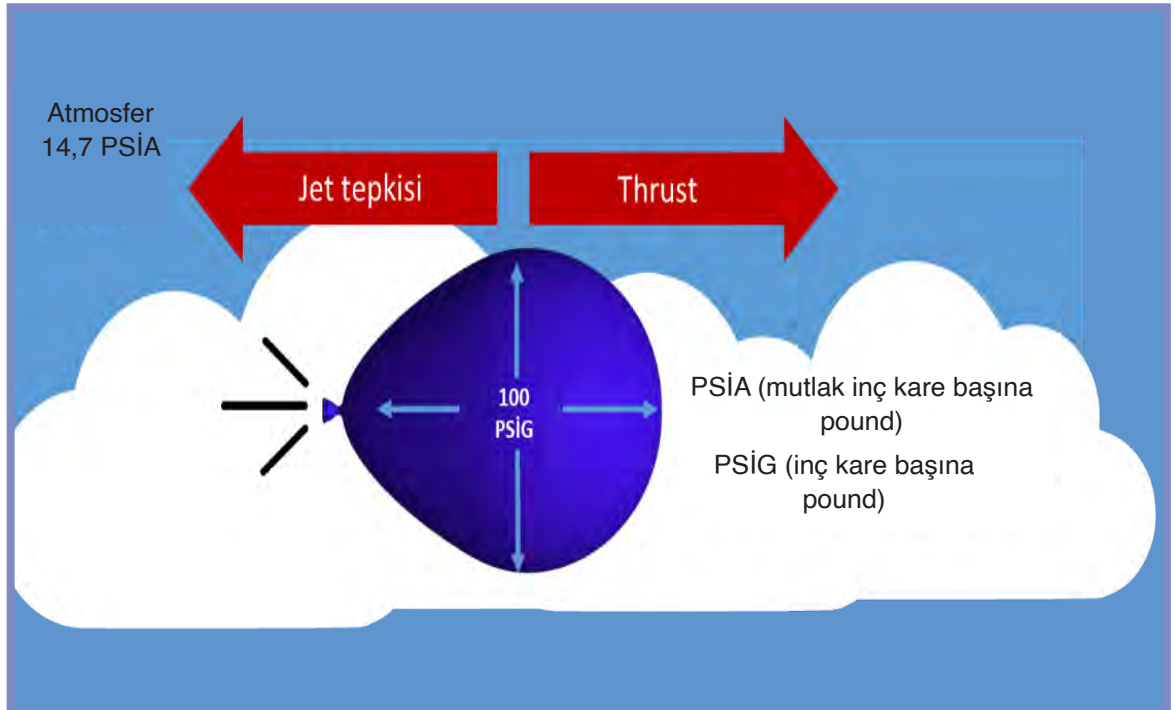 Atmosfer
14,7 PSİA
Jet tepkisi
Thrust
100
PSİG
PSİA (mutlak inç kare başına
pound)
PSİG (inç kare başına
pound)